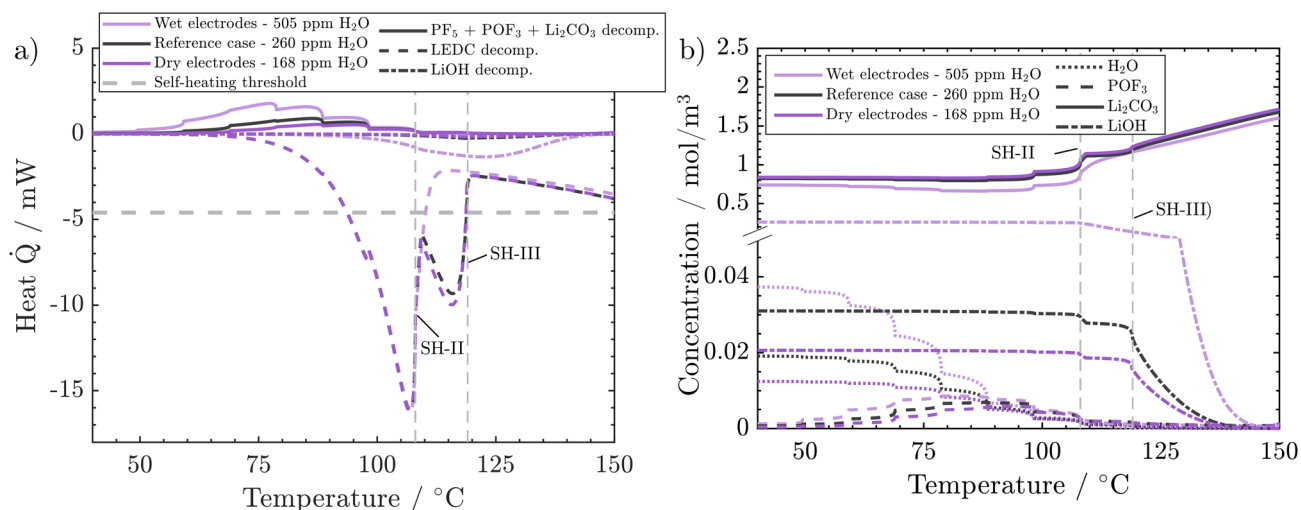 a)
Wet electrodes - 505 ppm H₂O
Reference case - 260 ppm H₂O
Dry electrodes - 168 ppm H₂O
Self-heating threshold
PF₅ + POF₃ + Li₂CO₃ decomp.
LEDC decomp.
LiOH decomp.
5
0
-5
-10
-15
Heat Q̇ / mW
SH-III
SH-II
50
75
100
125
150
Temperature / °C
b)
Wet electrodes - 505 ppm H₂O
Reference case - 260 ppm H₂O
Dry electrodes - 168 ppm H₂O
H₂O
POF₃
Li₂CO₃
LiOH
2.5
2
1.5
1
0.5
0.04
0.02
0
Concentration / mol/m³
SH-II
SH-III)
50
75
100
125
150
Temperature / °C